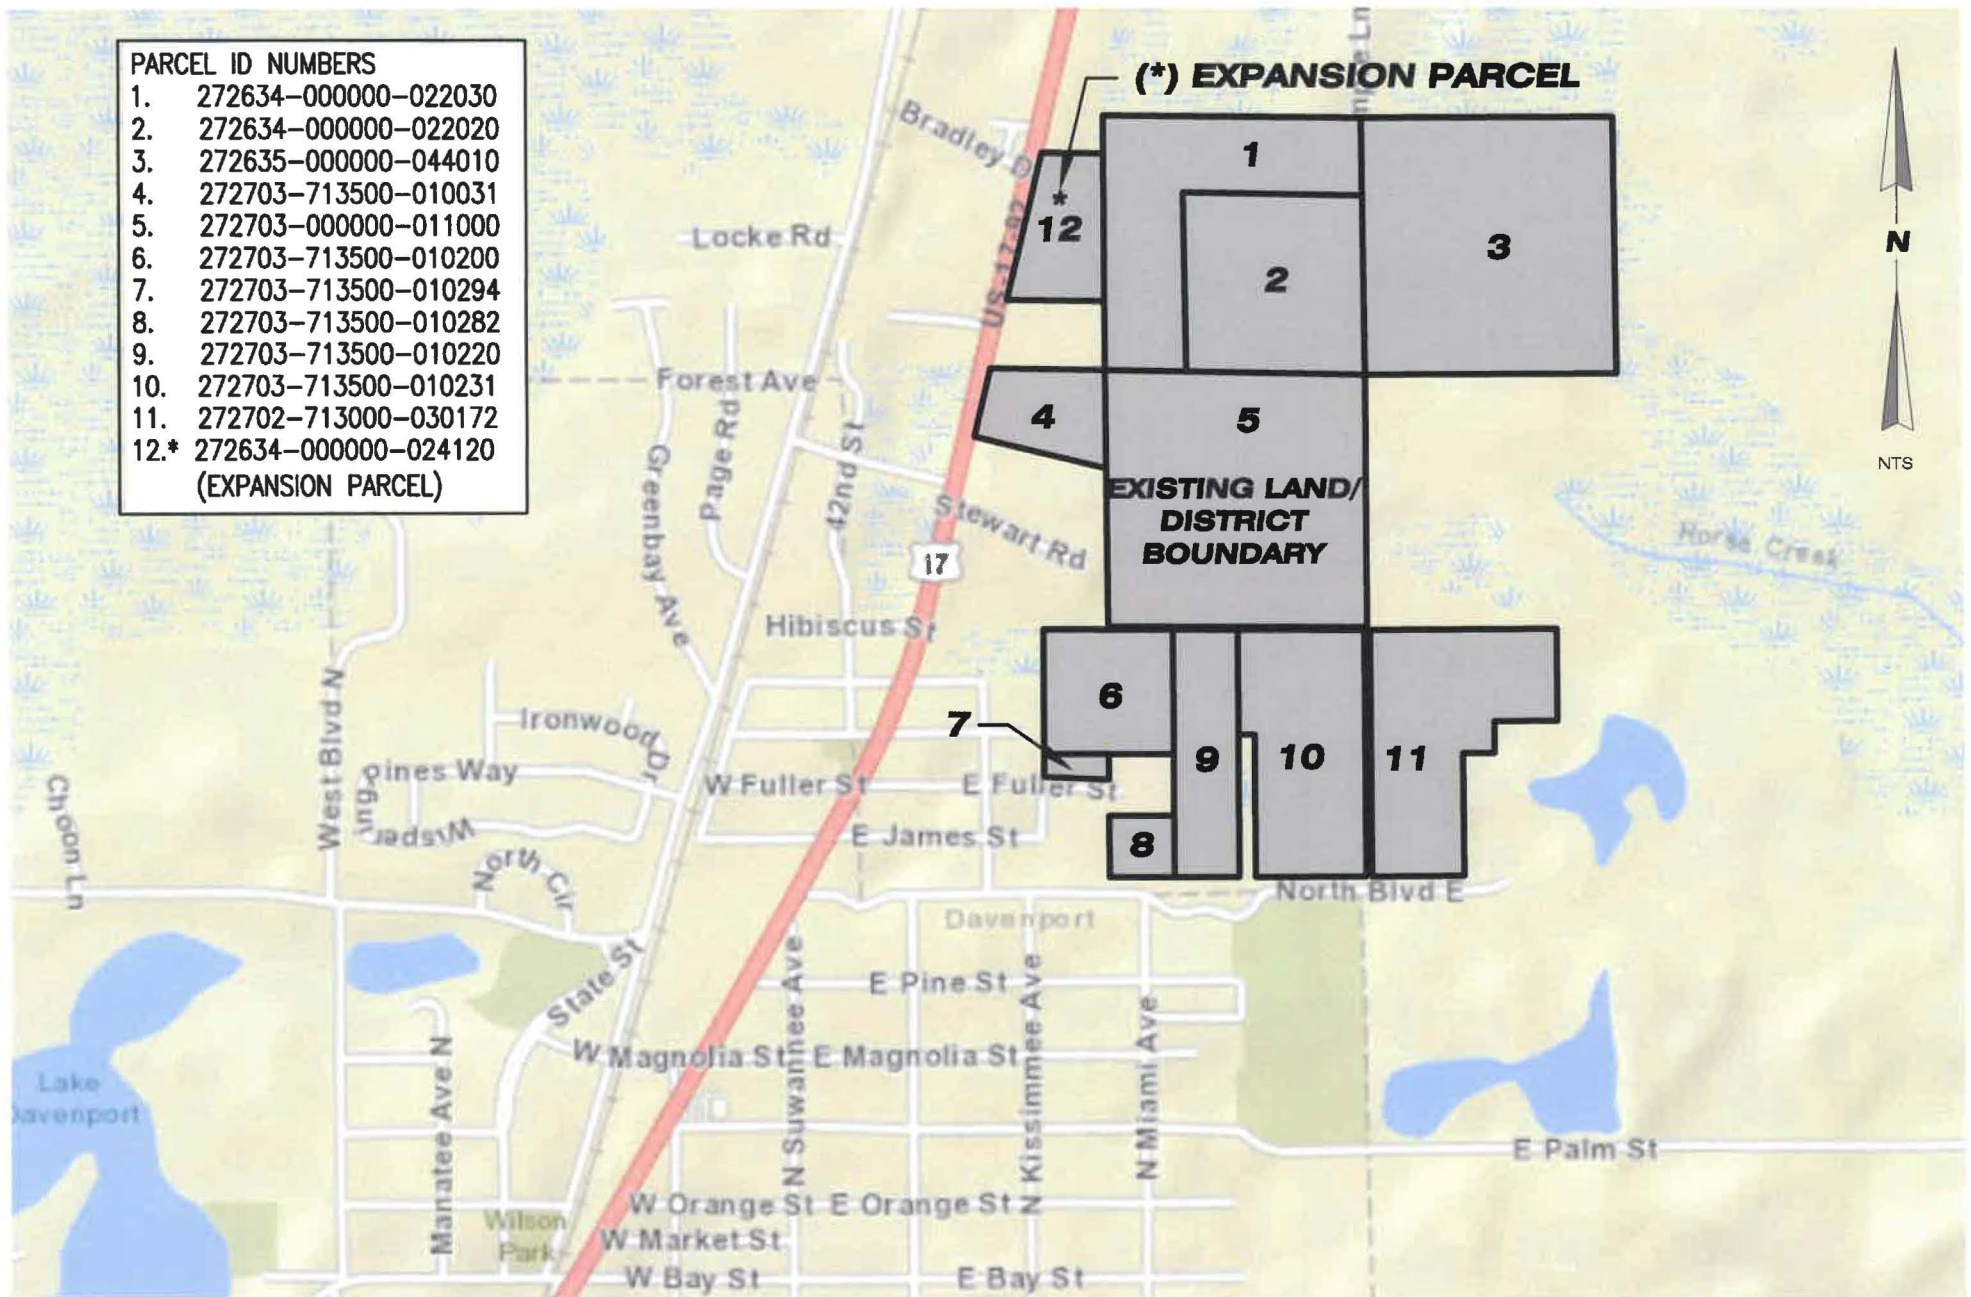 PARCEL ID NUMBERS
1. 272634-000000-022030
2. 272634-000000-022020
3. 272635-000000-044010
4. 272703-713500-010031
5. 272703-000000-011000
6. 272703-713500-010200
7. 272703-713500-010294
8. 272703-713500-010282
9. 272703-713500-010220
10. 272703-713500-010231
11. 272702-713000-030172
12.* 272634-000000-024120
(EXPANSION PARCEL)
(*) EXPANSION PARCEL
Bradley D
Locke Rd
US-17-92
*
12
1
2
3
N
NTS
Forest Ave
Page Rd
Greenbay Ave
42nd St
Stewart Rd
17
4
5
EXISTING LAND/
DISTRICT
BOUNDARY
Horse Creek
Hibiscus St
6
7
8
9
10
11
West Blvd N
Ironwood Dr
Whispering
pines Way
North Cir
W Fuller St
E Fuller St
E James St
Choon Ln
North Blvd E
Davenport
State St
E Pine St
N Suwannee Ave
N Kissimmee Ave
N Miami Ave
W Magnolia St
E Magnolia St
Lake
Davenport
Manatee Ave N
E Palm St
W Orange St
E Orange St
Wilson
Park
W Market St
W Bay St
E Bay St